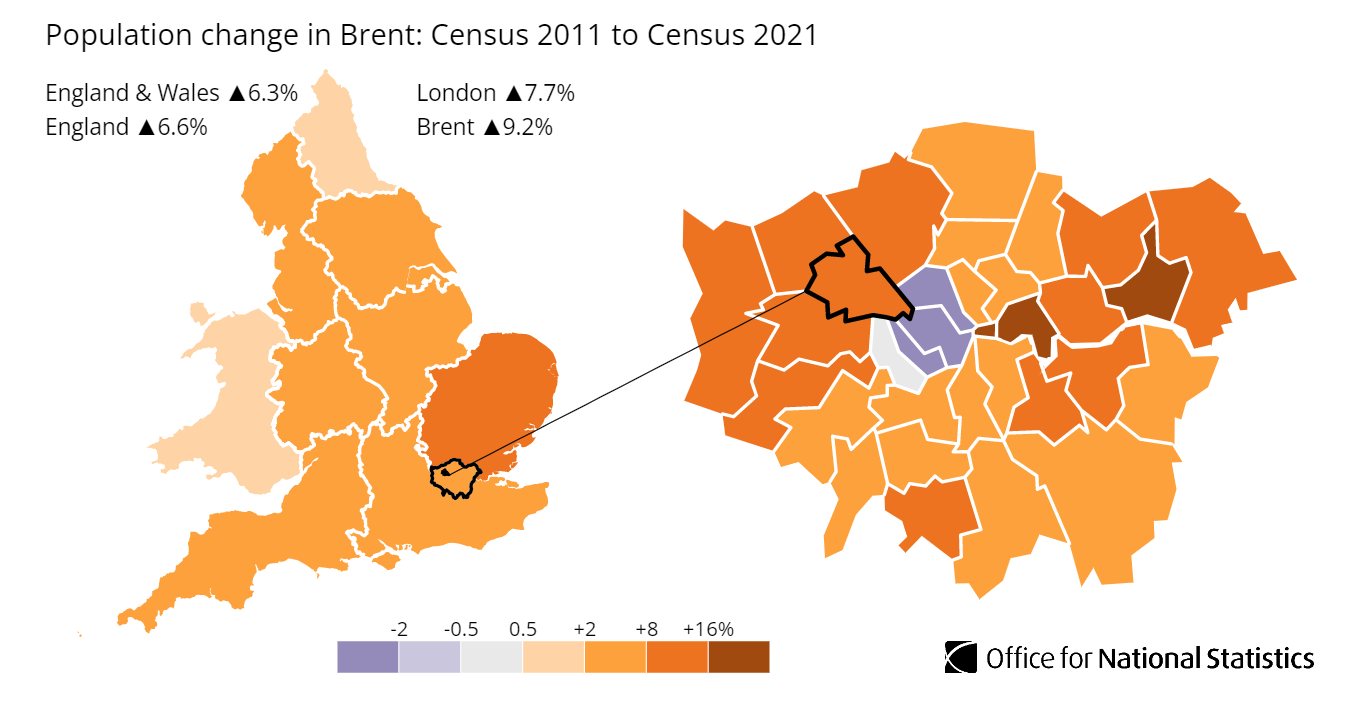 Population change in Brent: Census 2011 to Census 2021
England & Wales ▲6.3%
London ▲7.7%
England ▲6.6%
Brent ▲9.2%
-2 -0.5 0.5 +2 +8 +16%
Office for National Statistics